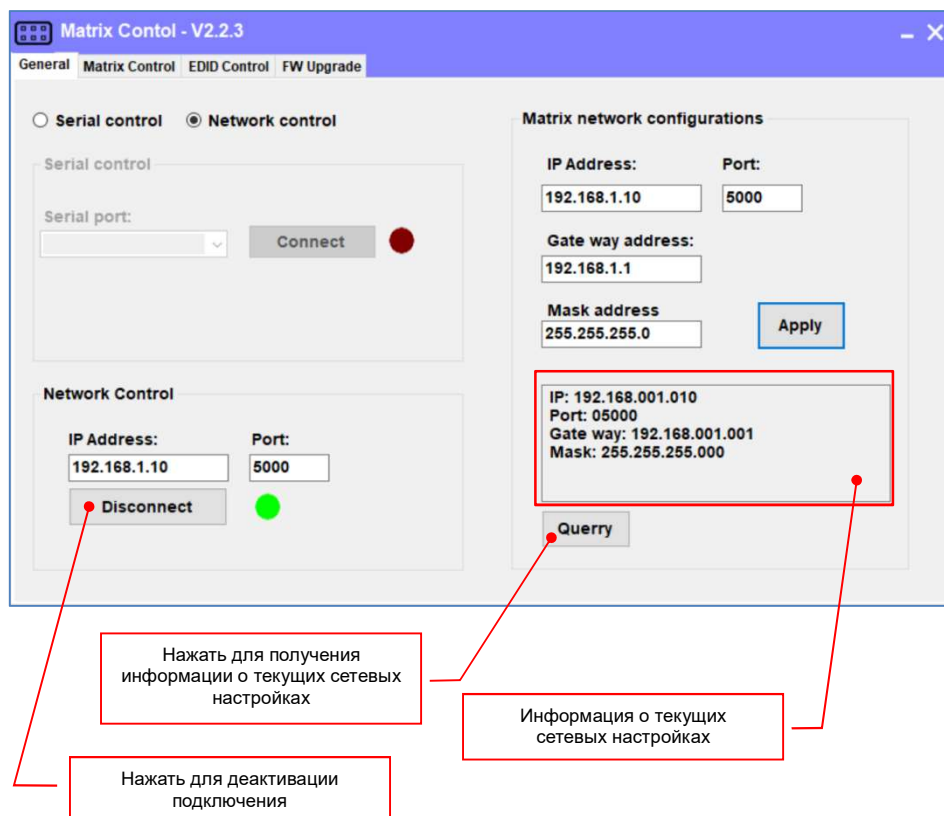 Matrix Contol - V2.2.3
General Matrix Control EDID Control FW Upgrade
Serial control Network control
Serial control
Serial port:
Connect
Network Control
IP Address: Port:
192.168.1.10 5000
Disconnect
Matrix network configurations
IP Address: Port:
192.168.1.10 5000
Gate way address:
192.168.1.1
Mask address
255.255.255.0
Apply
IP: 192.168.001.010
Port: 05000
Gate way: 192.168.001.001
Mask: 255.255.255.000
Querry
Нажать для получения
информации о текущих сетевых
настройках
Информация о текущих
сетевых настройках
Нажать для деактивации
подключения